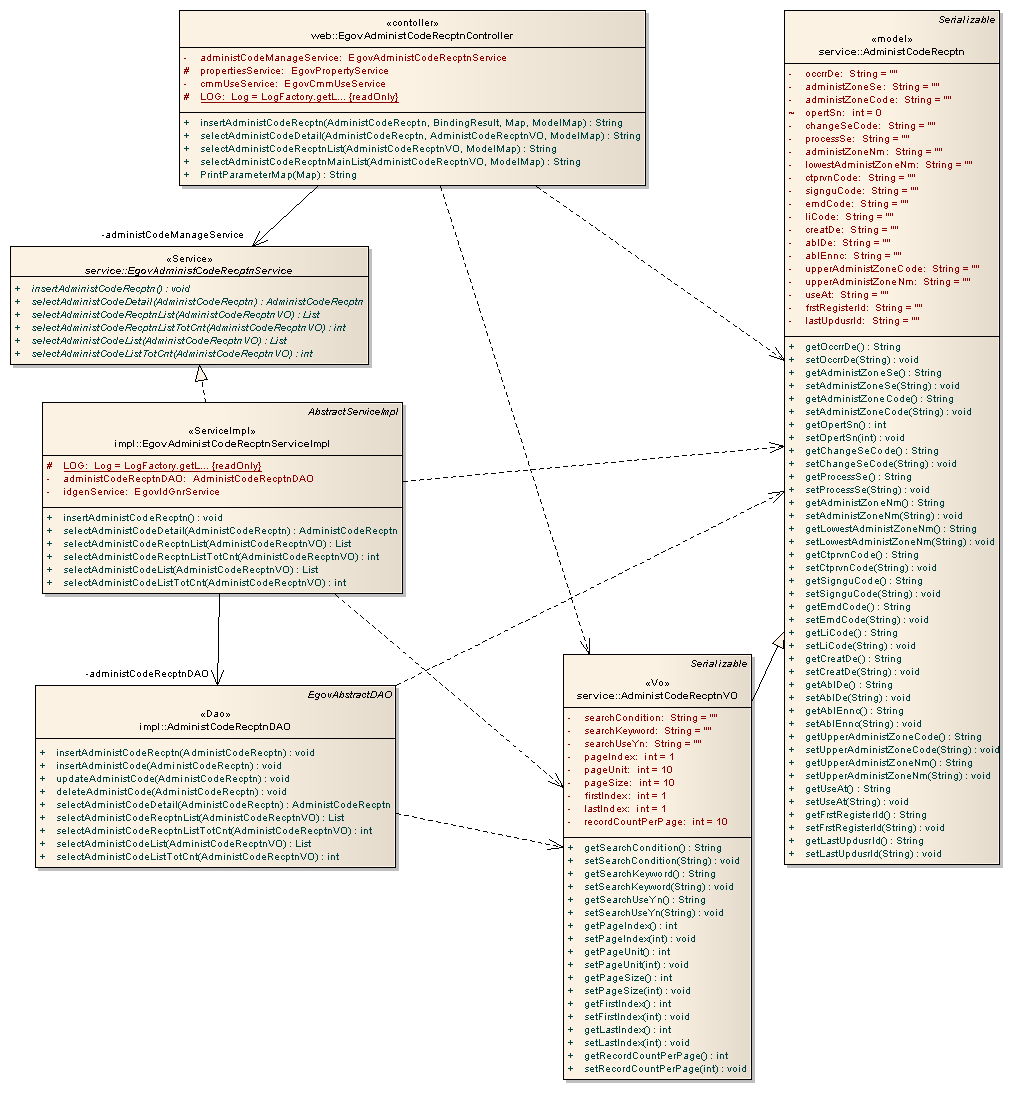 «contoller»
web::EgovAdministCodeRecptnController
- administCodeManageService: EgovAdministCodeRecptnService
# propertiesService: EgovPropertyService
- cmmUseService: EgovCmmUseService
# LOG: Log = LogFactory.getL... {readOnly}
+ insertAdministCodeRecptn(AdministCodeRecptn, BindingResult, Map, ModelMap) : String
+ selectAdministCodeDetail(AdministCodeRecptn, AdministCodeRecptnVO, ModelMap) : String
+ selectAdministCodeRecptnList(AdministCodeRecptnVO, ModelMap) : String
+ selectAdministCodeRecptnMainList(AdministCodeRecptnVO, ModelMap) : String
+ PrintParameterMap(Map) : String
-administCodeManageService
«Service»
service::EgovAdministCodeRecptnService
+ insertAdministCodeRecptn() : void
+ selectAdministCodeDetail(AdministCodeRecptn) : AdministCodeRecptn
+ selectAdministCodeRecptnList(AdministCodeRecptnVO) : List
+ selectAdministCodeRecptnListTotCnt(AdministCodeRecptnVO) : int
+ selectAdministCodeList(AdministCodeRecptnVO) : List
+ selectAdministCodeListTotCnt(AdministCodeRecptnVO) : int
AbstractServiceImpl
«ServiceImpl»
impl::EgovAdministCodeRecptnServiceImpl
# LOG: Log = LogFactory.getL... {readOnly}
- administCodeRecptnDAO: AdministCodeRecptnDAO
- idgenService: EgovIdGnrService
+ insertAdministCodeRecptn() : void
+ selectAdministCodeDetail(AdministCodeRecptn) : AdministCodeRecptn
+ selectAdministCodeRecptnList(AdministCodeRecptnVO) : List
+ selectAdministCodeRecptnListTotCnt(AdministCodeRecptnVO) : int
+ selectAdministCodeList(AdministCodeRecptnVO) : List
+ selectAdministCodeListTotCnt(AdministCodeRecptnVO) : int
-administCodeRecptnDAO
EgovAbstractDAO
«Dao»
impl::AdministCodeRecptnDAO
+ insertAdministCodeRecptn(AdministCodeRecptn) : void
+ insertAdministCode(AdministCodeRecptn) : void
+ updateAdministCode(AdministCodeRecptn) : void
+ deleteAdministCode(AdministCodeRecptn) : void
+ selectAdministCodeDetail(AdministCodeRecptn) : AdministCodeRecptn
+ selectAdministCodeRecptnList(AdministCodeRecptnVO) : List
+ selectAdministCodeRecptnListTotCnt(AdministCodeRecptnVO) : int
+ selectAdministCodeList(AdministCodeRecptnVO) : List
+ selectAdministCodeListTotCnt(AdministCodeRecptnVO) : int
Serializable
«Vo»
service::AdministCodeRecptnVO
- searchCondition: String = ""
- searchKeyword: String = ""
- searchUseYn: String = ""
- pageIndex: int = 1
- pageUnit: int = 10
- pageSize: int = 10
- firstIndex: int = 1
- lastIndex: int = 1
- recordCountPerPage: int = 10
+ getSearchCondition() : String
+ setSearchCondition(String) : void
+ getSearchKeyword() : String
+ setSearchKeyword(String) : void
+ getSearchUseYn() : String
+ setSearchUseYn(String) : void
+ getPageIndex() : int
+ setPageIndex(int) : void
+ getPageUnit() : int
+ setPageUnit(int) : void
+ getPageSize() : int
+ setPageSize(int) : void
+ getFirstIndex() : int
+ setFirstIndex(int) : void
+ getLastIndex() : int
+ setLastIndex(int) : void
+ getRecordCountPerPage() : int
+ setRecordCountPerPage(int) : void
Serializable
«model»
service::AdministCodeRecptn
- occrrDe: String = ""
- administZoneSe: String = ""
- administZoneCode: String = ""
~ opertSn: int = 0
- changeSeCode: String = ""
- processSe: String = ""
- administZoneNm: String = ""
- lowestAdministZoneNm: String = ""
- ctprvnCode: String = ""
- signguCode: String = ""
- emdCode: String = ""
- liCode: String = ""
- creatDe: String = ""
- ablDe: String = ""
- ablEnnc: String = ""
- upperAdministZoneCode: String = ""
- upperAdministZoneNm: String = ""
- useAt: String = ""
- frstRegisterId: String = ""
- lastUpdusrId: String = ""
+ getOccrrDe() : String
+ setOccrrDe(String) : void
+ getAdministZoneSe() : String
+ setAdministZoneSe(String) : void
+ getAdministZoneCode() : String
+ setAdministZoneCode(String) : void
+ getOpertSn() : int
+ setOpertSn(int) : void
+ getChangeSeCode() : String
+ setChangeSeCode(String) : void
+ getProcessSe() : String
+ setProcessSe(String) : void
+ getAdministZoneNm() : String
+ setAdministZoneNm(String) : void
+ getLowestAdministZoneNm() : String
+ setLowestAdministZoneNm(String) : void
+ getCtprvnCode() : String
+ setCtprvnCode(String) : void
+ getSignguCode() : String
+ setSignguCode(String) : void
+ getEmdCode() : String
+ setEmdCode(String) : void
+ getLiCode() : String
+ setLiCode(String) : void
+ getCreatDe() : String
+ setCreatDe(String) : void
+ getAblDe() : String
+ setAblDe(String) : void
+ getAblEnnc() : String
+ setAblEnnc(String) : void
+ getUpperAdministZoneCode() : String
+ setUpperAdministZoneCode(String) : void
+ getUpperAdministZoneNm() : String
+ setUpperAdministZoneNm(String) : void
+ getUseAt() : String
+ setUseAt(String) : void
+ getFrstRegisterId() : String
+ setFrstRegisterId(String) : void
+ getLastUpdusrId() : String
+ setLastUpdusrId(String) : void